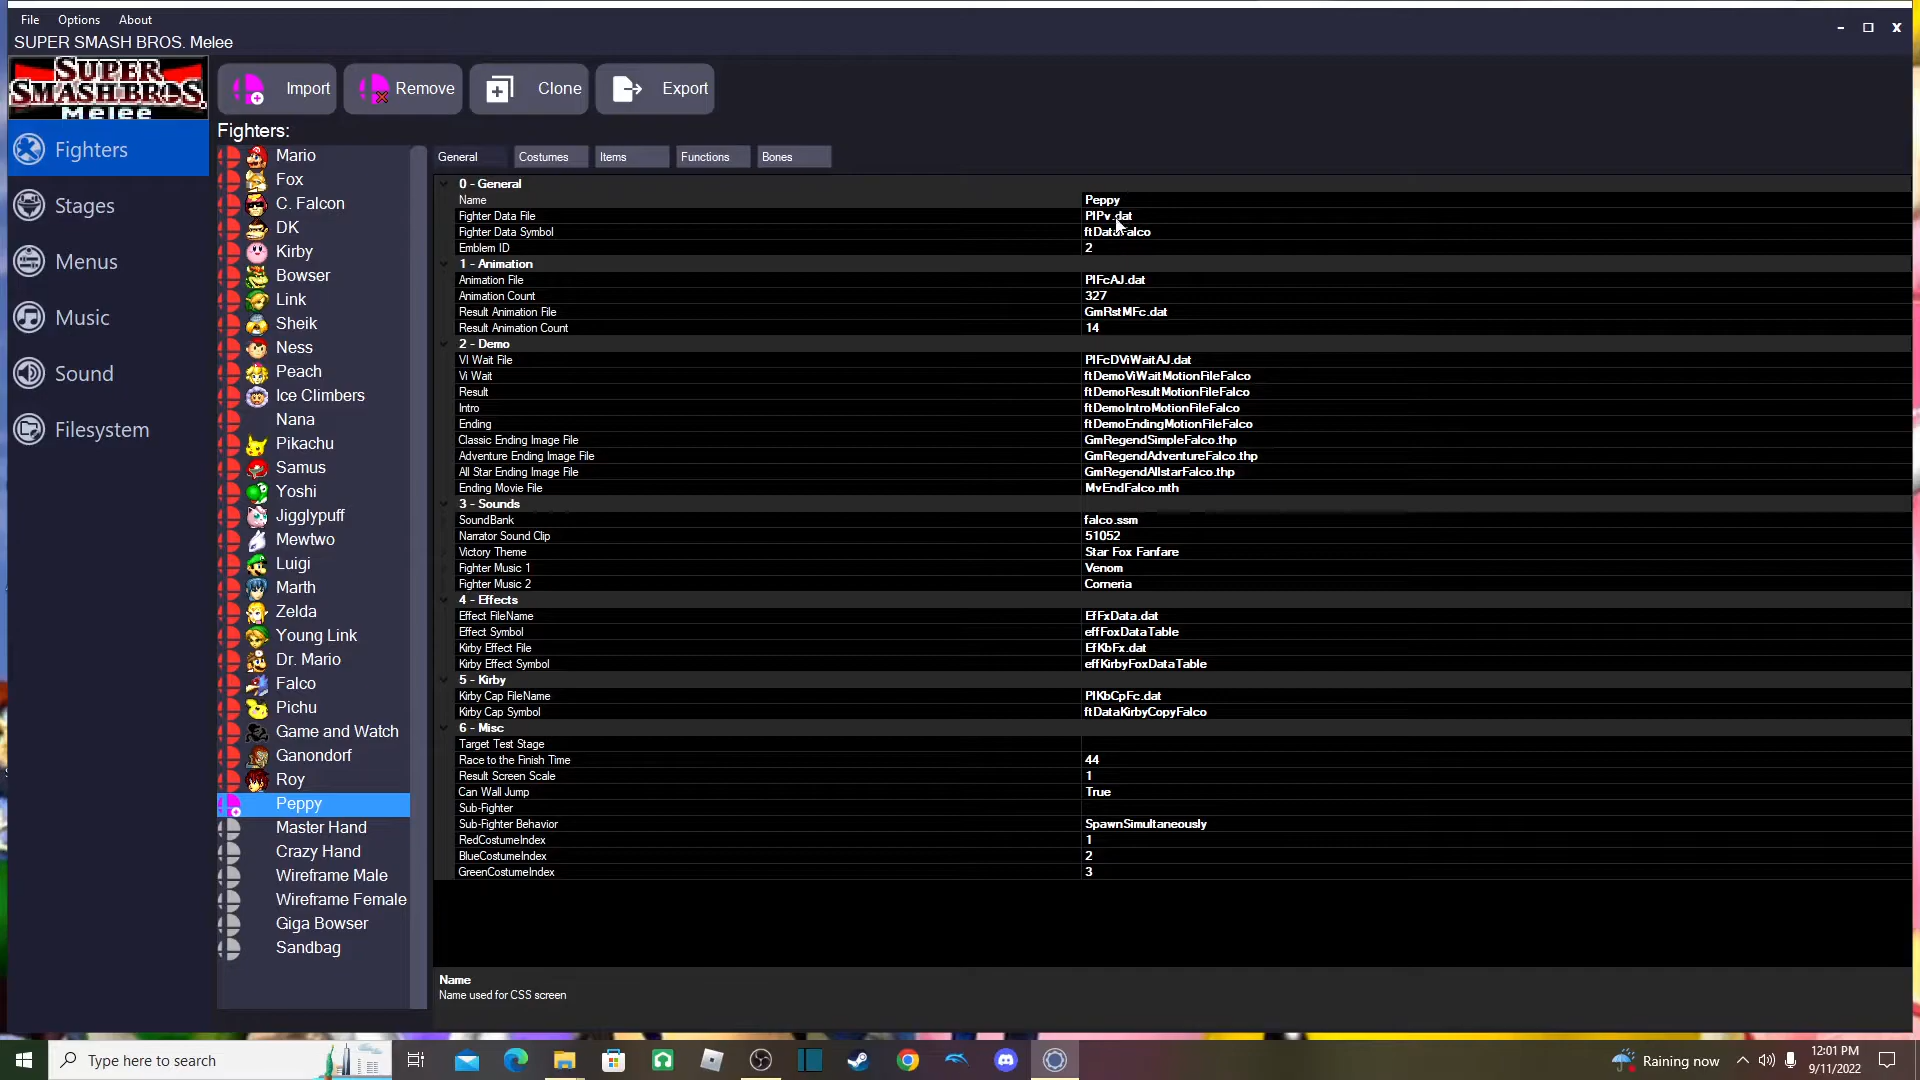 File Options About
SUPER SMASH BROS. Melee
SUPER
SMASH BROS.
Melee
Import Remove Clone Export
Fighters
Stages
Menus
Music
Sound
Filesystem
Fighters:
Mario
Fox
C. Falcon
DK
Kirby
Bowser
Link
Sheik
Ness
Peach
Ice Climbers
Nana
Pikachu
Samus
Yoshi
Jigglypuff
Mewtwo
Luigi
Marth
Zelda
Young Link
Dr. Mario
Falco
Pichu
Game and Watch
Ganondorf
Roy
Peppy
Master Hand
Crazy Hand
Wireframe Male
Wireframe Female
Giga Bowser
Sandbag
General Costumes Items Functions Bones
0 - General
Name Peppy
Fighter Data File PlPv.dat
Fighter Data Symbol ftDataFalco
Emblem ID 2
1 - Animation
Animation File PlFcAJ.dat
Animation Count 327
Result Animation File GmRstMFc.dat
Result Animation Count 14
2 - Demo
VI Wait File PlFcDViWaitAJ.dat
Vi Wait ftDemoViWaitMotionFileFalco
Result ftDemoResultMotionFileFalco
Intro ftDemoIntroMotionFileFalco
Ending ftDemoEndingMotionFileFalco
Classic Ending Image File GmRegendSimpleFalco.thp
Adventure Ending Image File GmRegendAdventureFalco.thp
All Star Ending Image File GmRegendAllstarFalco.thp
Ending Movie File MvEndFalco.mth
3 - Sounds
SoundBank falco.ssm
Narrator Sound Clip 51052
Victory Theme Star Fox Fanfare
Fighter Music 1 Venom
Fighter Music 2 Corneria
4 - Effects
Effect FileName EfFxData.dat
Effect Symbol effFoxDataTable
Kirby Effect File EfKbFx.dat
Kirby Effect Symbol effKirbyFoxDataTable
5 - Kirby
Kirby Cap FileName PlKbCpFc.dat
Kirby Cap Symbol ftDataKirbyCopyFalco
6 - Misc
Target Test Stage
Race to the Finish Time 44
Result Screen Scale 1
Can Wall Jump True
Sub-Fighter
Sub-Fighter Behavior SpawnSimultaneously
RedCostumeIndex 1
BlueCostumeIndex 2
GreenCostumeIndex 3
Name
Name used for CSS screen
Type here to search
Raining now
12:01 PM
9/11/2022